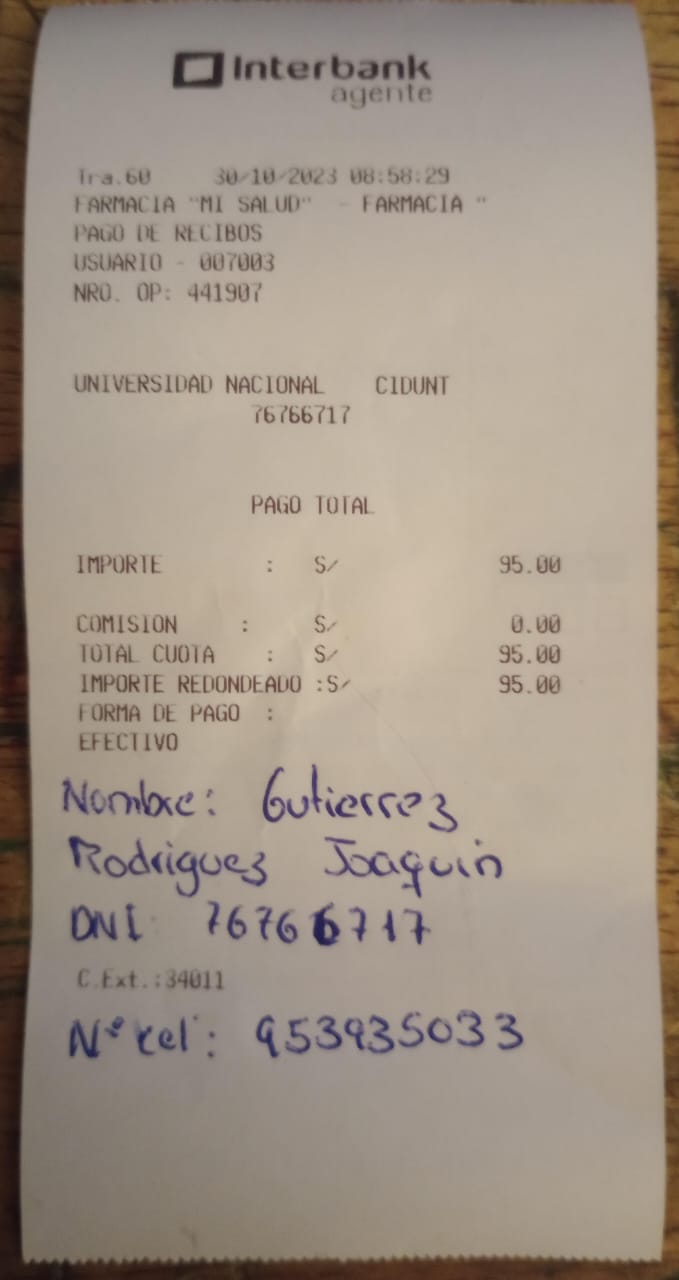 Interbank
agente
Tra.60 30/10/2023 08:58:29
FARMACIA "MI SALUD" - FARMACIA "
PAGO DE RECIBOS
USUARIO - 007003
NRO. OP: 441907
UNIVERSIDAD NACIONAL CIDUNT
76766717
PAGO TOTAL
IMPORTE : S/ 95.00
COMISION : S/ 0.00
TOTAL CUOTA : S/ 95.00
IMPORTE REDONDEADO :S/ 95.00
FORMA DE PAGO :
EFECTIVO
Nombre: Gutierrez
Rodriguez Joaquin
DNI: 76766717
C.Ext.:34011
N° cel: 953935033